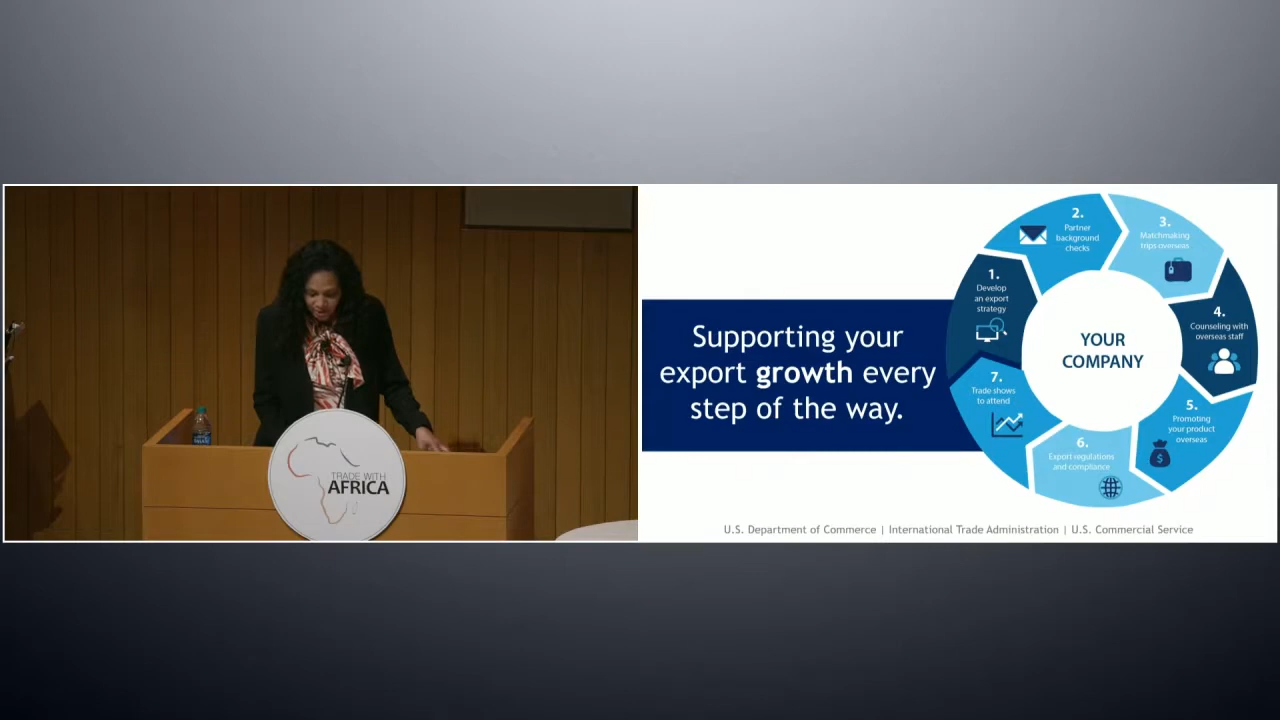 TRADE WITH
AFRICA
Supporting your
export growth every
step of the way.
1.
Develop
an export
strategy
2.
Partner
background
checks
3.
Matchmaking
trips overseas
4.
Counseling with
overseas staff
5.
Promoting
your product
overseas
$
6.
Export regulations
and compliance
7.
Trade shows
to attend
YOUR
COMPANY
U.S. Department of Commerce | International Trade Administration | U.S. Commercial Service